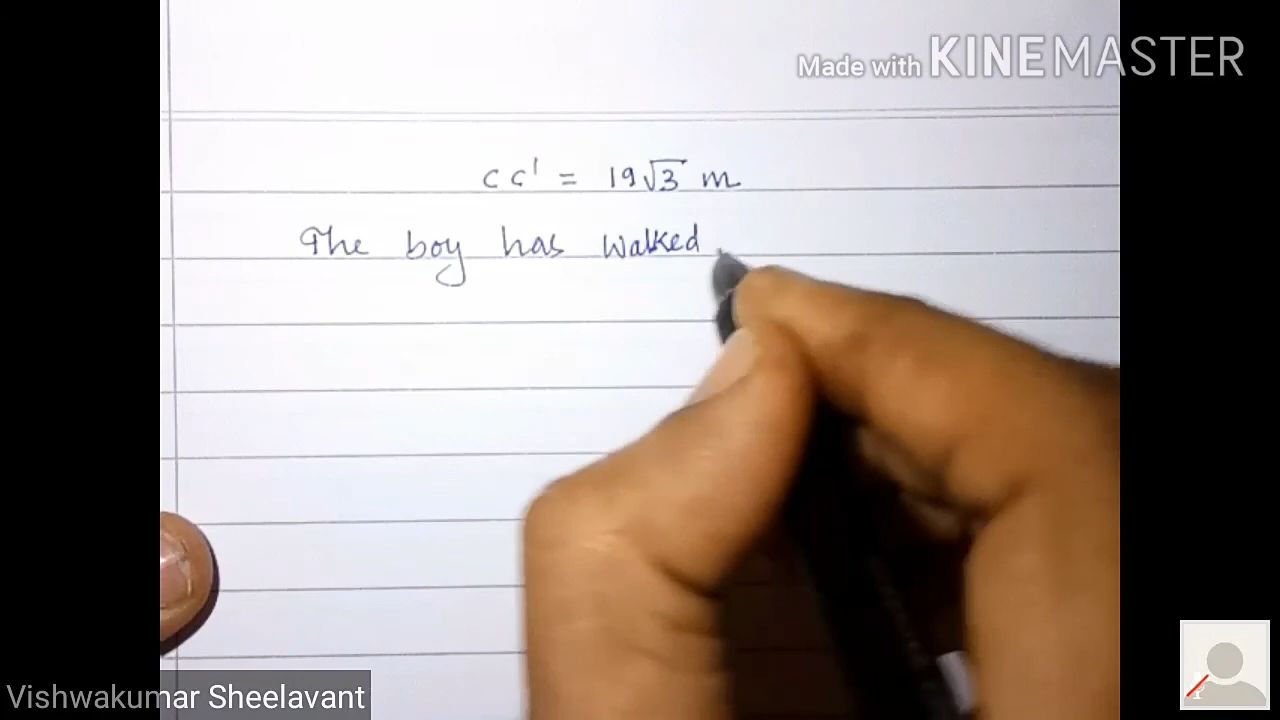 Made with KINEMASTER
CC' = 19√3 m
The boy has walked
Vishwakumar Sheelavant